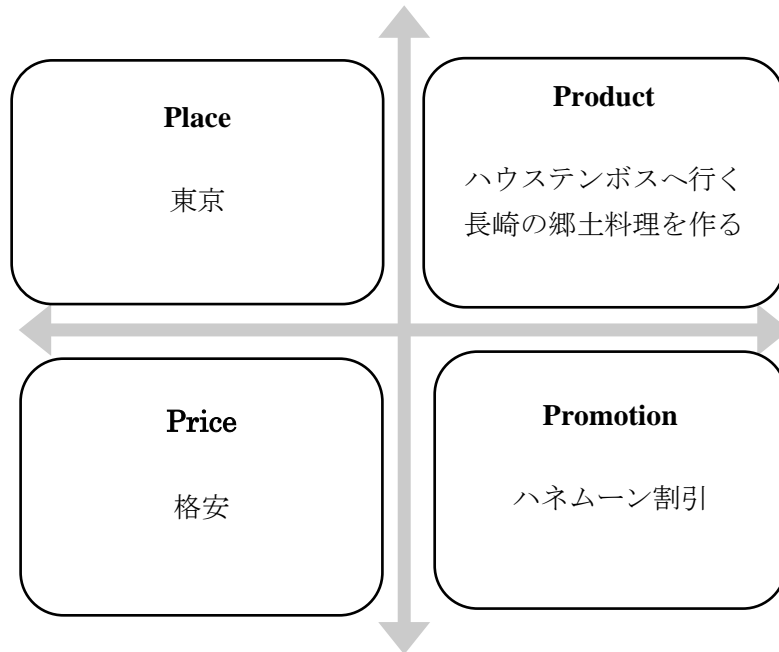 Place
東京
Product
ハウステンボスへ行く
長崎の郷土料理を作る
Price
格安
Promotion
ハネムーン割引